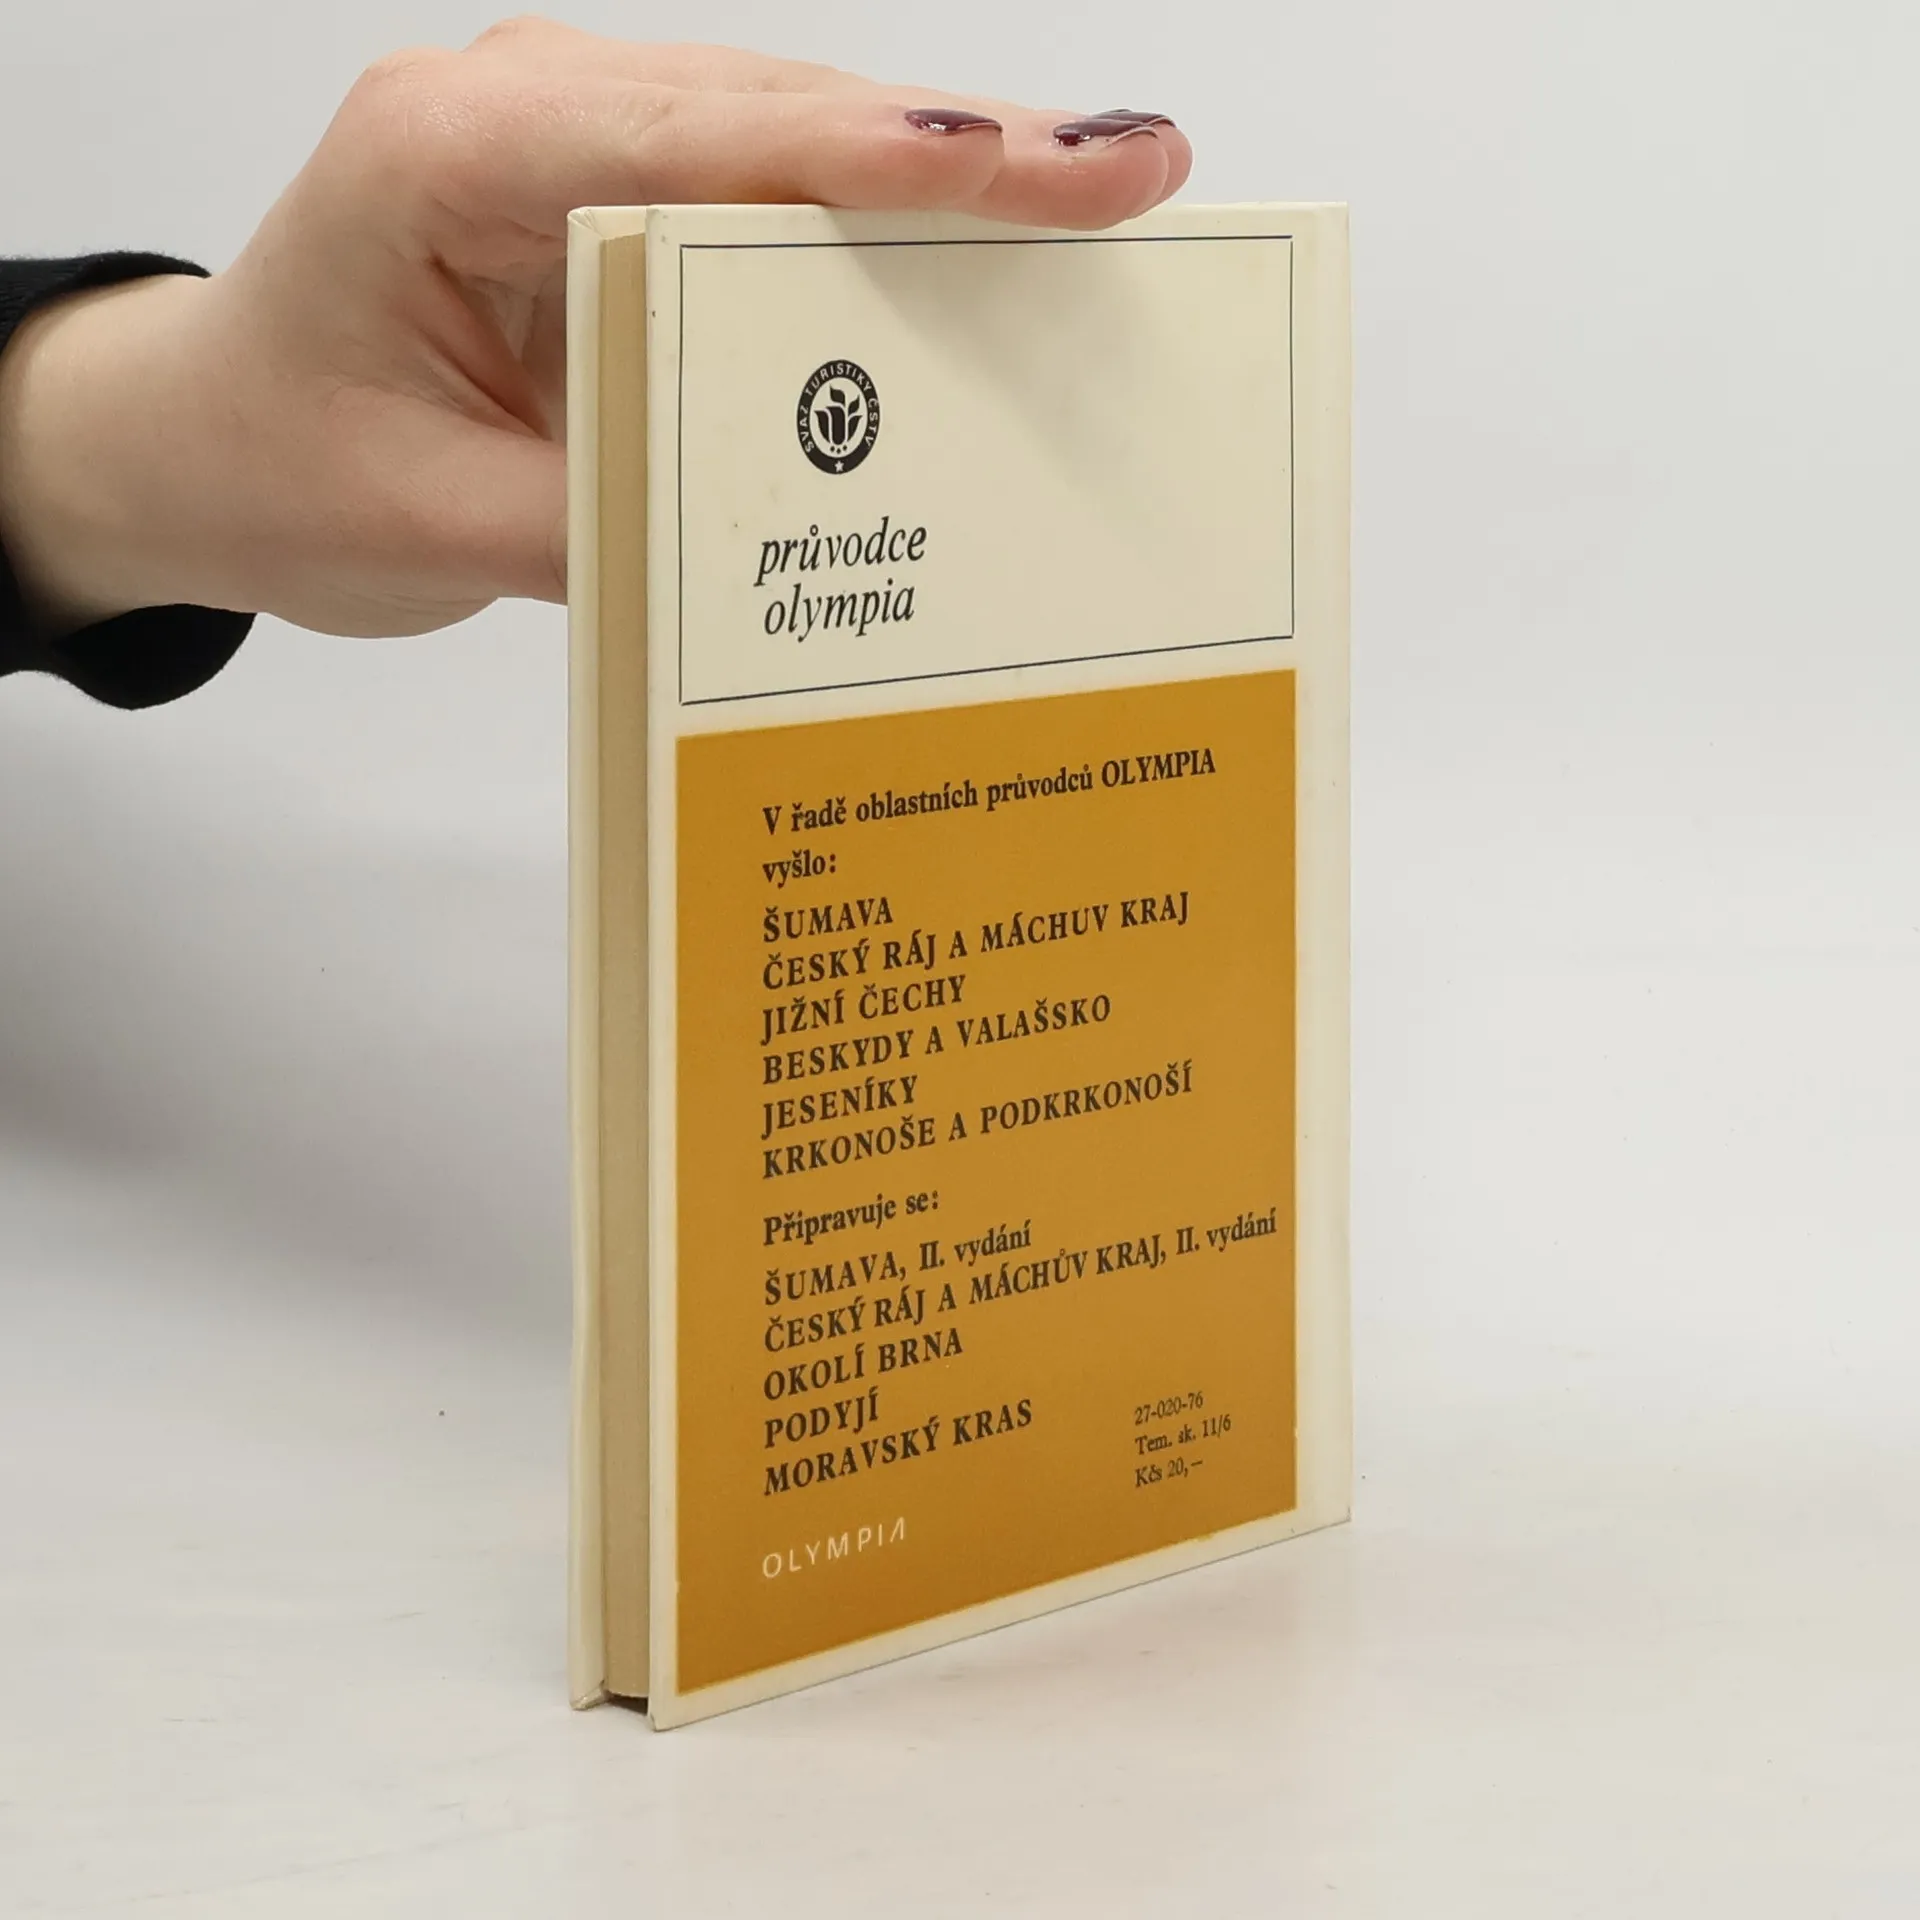 SVAZ TURISTIKY ČSTV
průvodce
olympia
V řadě oblastních průvodců OLYMPIA
vyšlo:
ŠUMAVA
ČESKÝ RÁJ A MÁCHUV KRAJ
JIŽNÍ ČECHY
BESKYDY A VALAŠSKO
JESENÍKY
KRKONOŠE A PODKRKONOŠÍ
Připravuje se:
ŠUMAVA, II. vydání
ČESKÝ RÁJ A MÁCHŮV KRAJ, II. vydání
OKOLÍ BRNA
PODYJÍ
MORAVSKÝ KRAS
27-020-76
Tem. sk. 11/6
Kčs 20,—
OLYMPIA